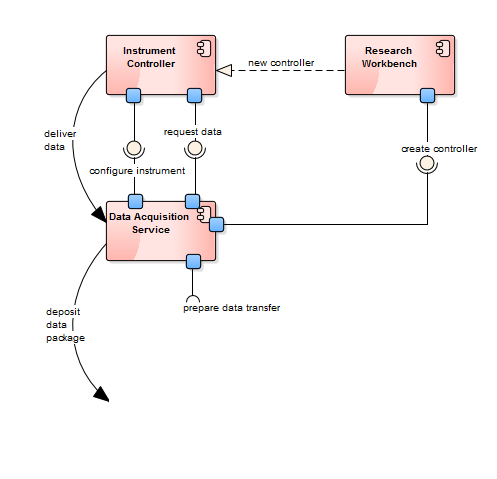 Instrument
Controller
new controller
Research
Workbench
deliver
data
request data
configure instrument
create controller
Data Acquisition
Service
deposit
data
package
prepare data transfer